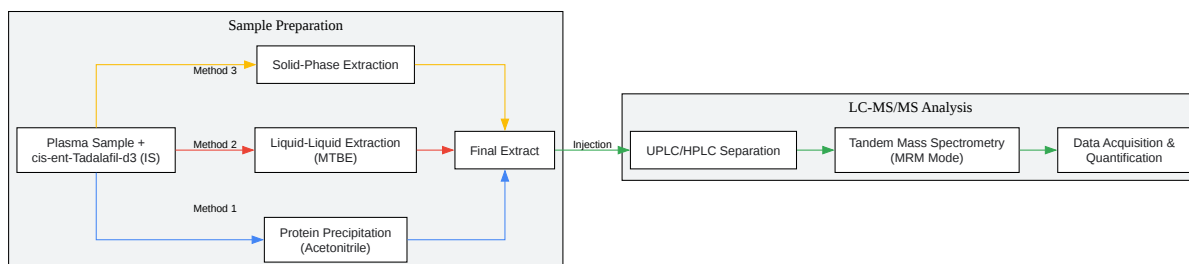 Sample Preparation
Method 3
Solid-Phase Extraction
Plasma Sample +
cis-ent-Tadalafil-d3 (IS)
Method 2
Liquid-Liquid Extraction
(MTBE)
Final Extract
Method 1
Protein Precipitation
(Acetonitrile)
Injection
LC-MS/MS Analysis
UPLC/HPLC Separation
Tandem Mass Spectrometry
(MRM Mode)
Data Acquisition &
Quantification